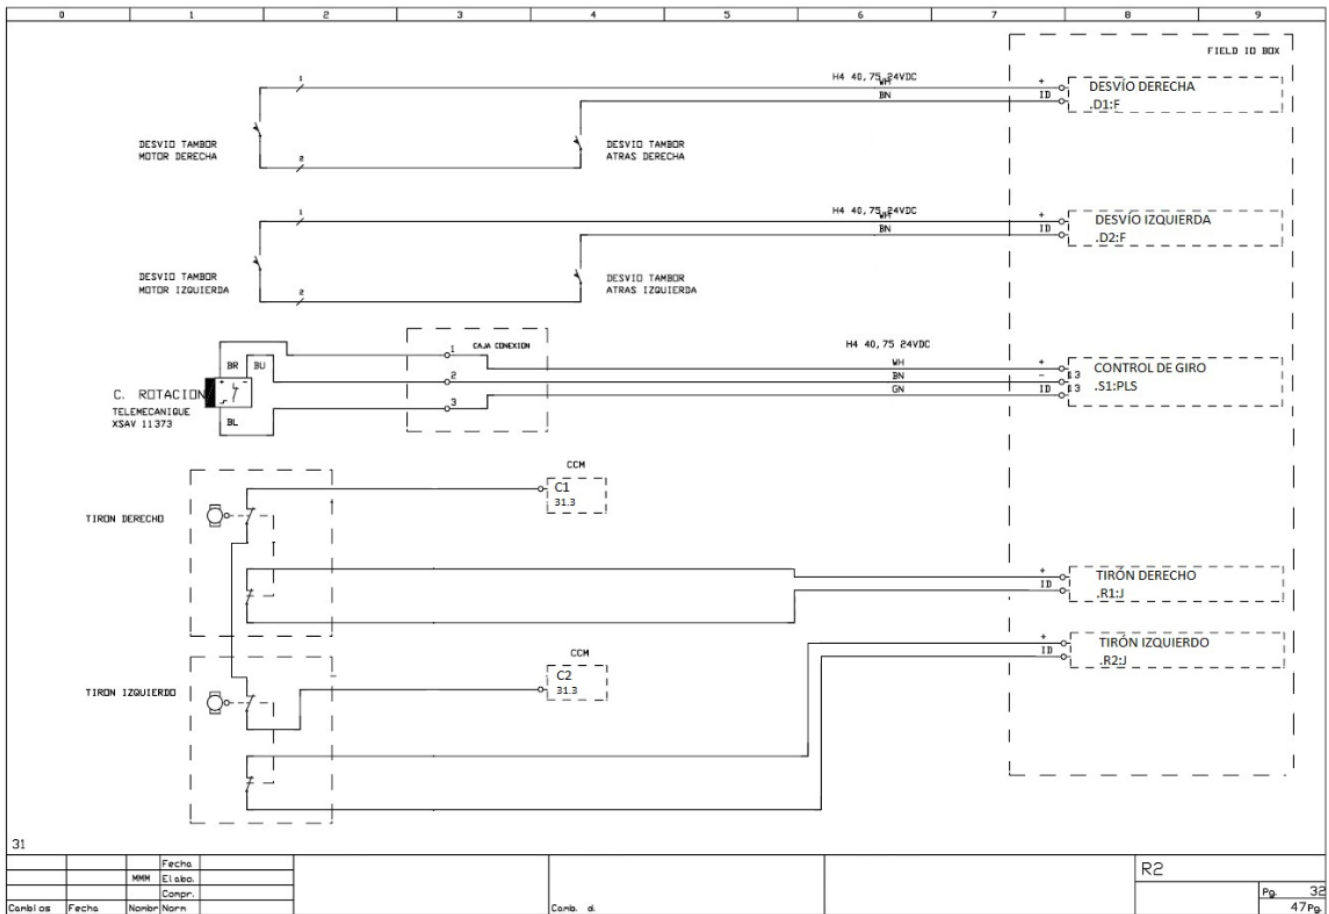 0 1 2 3 4 5 6 7 8 9
FIELD IO BOX
1
H4 40,75 24VDC
WH
BN
+
ID
DESVÍO DERECHA
.D1:F
DESVIO TAMBOR
MOTOR DERECHA
2
DESVIO TAMBOR
ATRAS DERECHA
1
H4 40,75 24VDC
WH
BN
+
ID
DESVÍO IZQUIERDA
.D2:F
DESVIO TAMBOR
MOTOR IZQUIERDA
2
DESVIO TAMBOR
ATRAS IZQUIERDA
BR BU
+ -
BL
C. ROTACION
TELEMECANIQUE
XSAV 11373
CAJA CONEXION
1
2
3
H4 40,75 24VDC
WH
BN
GN
+
- 13
ID 13
CONTROL DE GIRO
.S1:PLS
CCM
C1
31.3
TIRON DERECHO
+
ID
TIRÓN DERECHO
.R1:J
+
ID
TIRÓN IZQUIERDO
.R2:J
CCM
C2
31.3
TIRON IZQUIERDO
31
Fecha
MMM Elabo.
Compr.
Cambios Fecha Nombr Norm
Camb. d.
R2
Pg. 32
47 Pg.